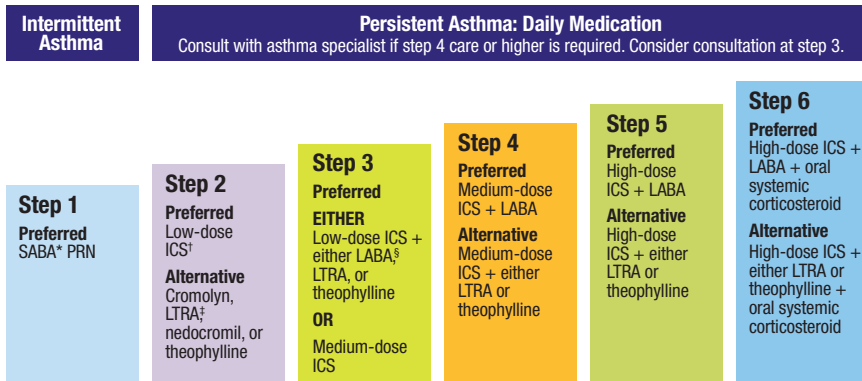 Intermittent
Asthma
Persistent Asthma: Daily Medication
Consult with asthma specialist if step 4 care or higher is required. Consider consultation at step 3.
Step 1
Preferred
SABA* PRN
Step 2
Preferred
Low-dose
ICS†
Alternative
Cromolyn,
LTRA,‡
nedocromil, or
theophylline
Step 3
Preferred
EITHER
Low-dose ICS +
either LABA,§
LTRA, or
theophylline
OR
Medium-dose
ICS
Step 4
Preferred
Medium-dose
ICS + LABA
Alternative
Medium-dose
ICS + either
LTRA or
theophylline
Step 5
Preferred
High-dose
ICS + LABA
Alternative
High-dose
ICS + either
LTRA or
theophylline
Step 6
Preferred
High-dose ICS +
LABA + oral
systemic
corticosteroid
Alternative
High-dose ICS +
either LTRA or
theophylline +
oral systemic
corticosteroid